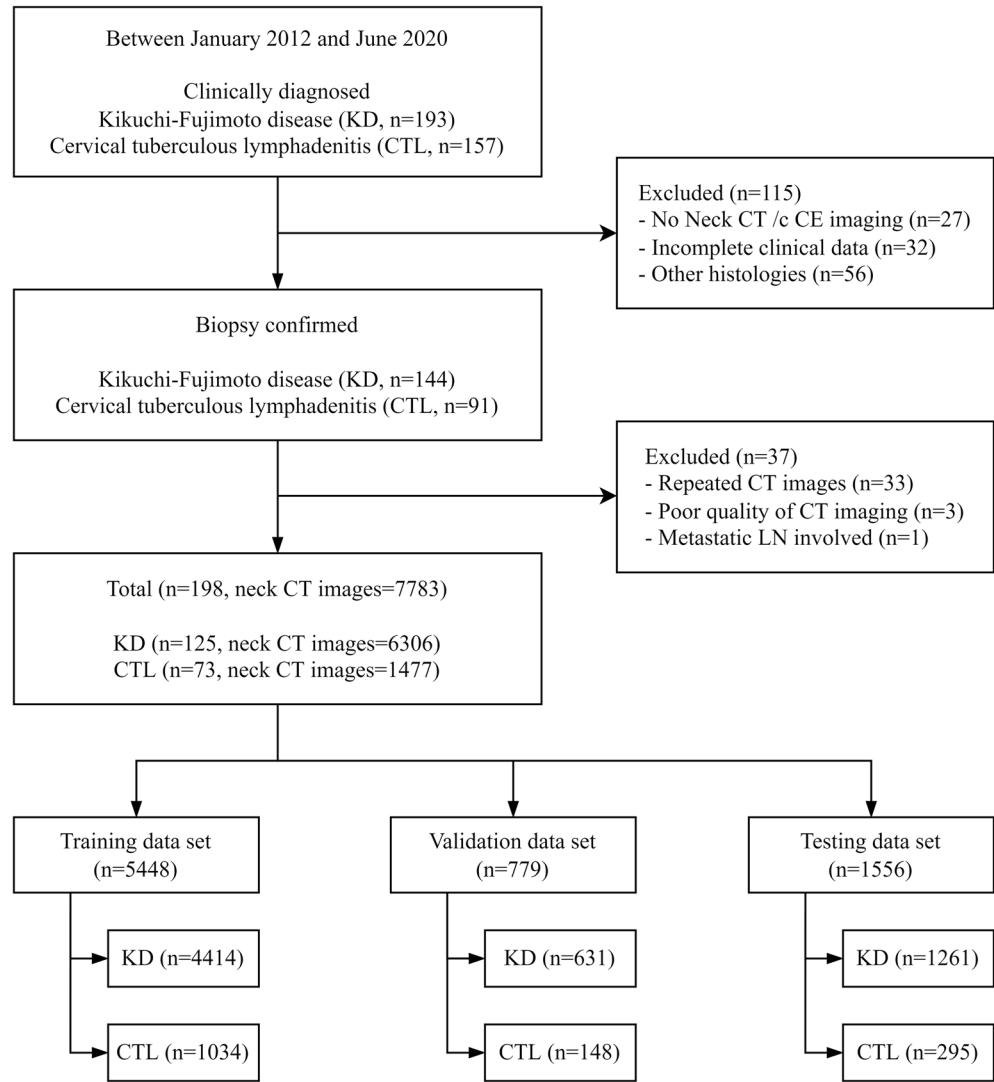 Between January 2012 and June 2020
Clinically diagnosed
Kikuchi-Fujimoto disease (KD, n=193)
Cervical tuberculous lymphadenitis (CTL, n=157)
Excluded (n=115)
- No Neck CT /c CE imaging (n=27)
- Incomplete clinical data (n=32)
- Other histologies (n=56)
Biopsy confirmed
Kikuchi-Fujimoto disease (KD, n=144)
Cervical tuberculous lymphadenitis (CTL, n=91)
Excluded (n=37)
- Repeated CT images (n=33)
- Poor quality of CT imaging (n=3)
- Metastatic LN involved (n=1)
Total (n=198, neck CT images=7783)
KD (n=125, neck CT images=6306)
CTL (n=73, neck CT images=1477)
Training data set
(n=5448)
KD (n=4414)
CTL (n=1034)
Validation data set
(n=779)
KD (n=631)
CTL (n=148)
Testing data set
(n=1556)
KD (n=1261)
CTL (n=295)